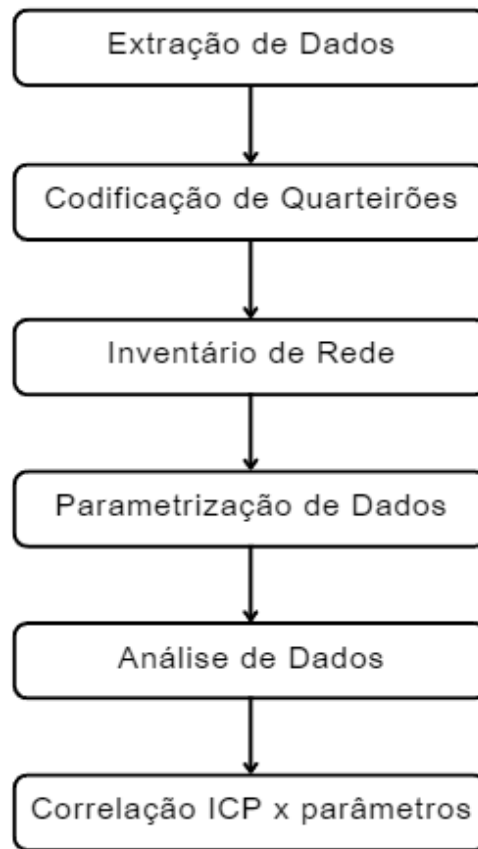 Extração de Dados
Codificação de Quarteirões
Inventário de Rede
Parametrização de Dados
Análise de Dados
Correlação ICP x parâmetros